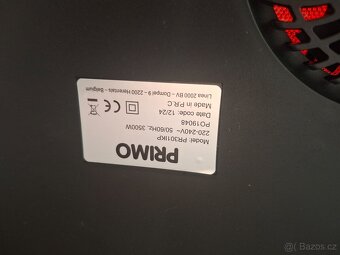 PRIMO
Model: PR301IKP
220-240V~ 50/60Hz, 3500W
PO19048
Date code: 12/24
Made in P.R.C
Linea 2000 BV - Dompel 9 - 2200 Herentals - Belgium
CE
© Bazos.cz